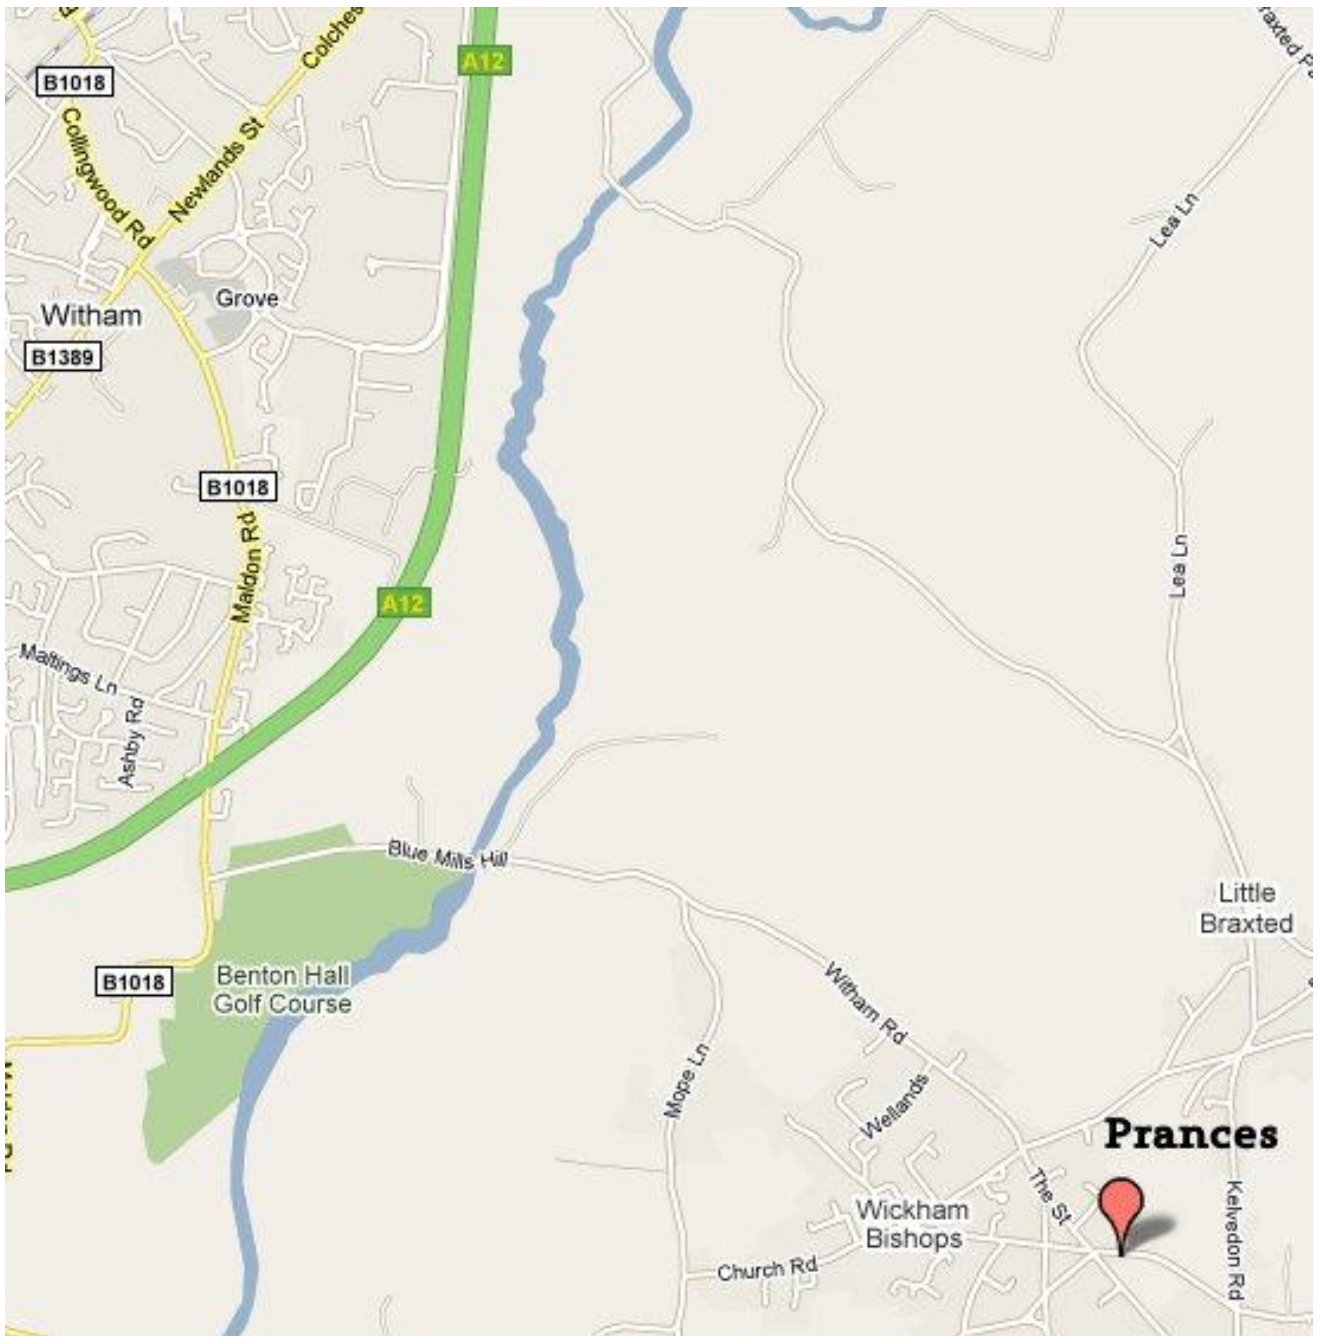 Colches
A12
raxted Pa
B1018
Collingwood Rd
Newlands St
Lea Ln
Grove
Witham
B1389
B1018
Maldon Rd
Lea Ln
A12
Maltings Ln
Ashby Rd
Blue Mills Hill
Little
Braxted
Benton Hall
Golf Course
B1018
Witham Rd
Mope Ln
Wellands
Prances
The St
Kelvedon Rd
Wickham
Bishops
Church Rd